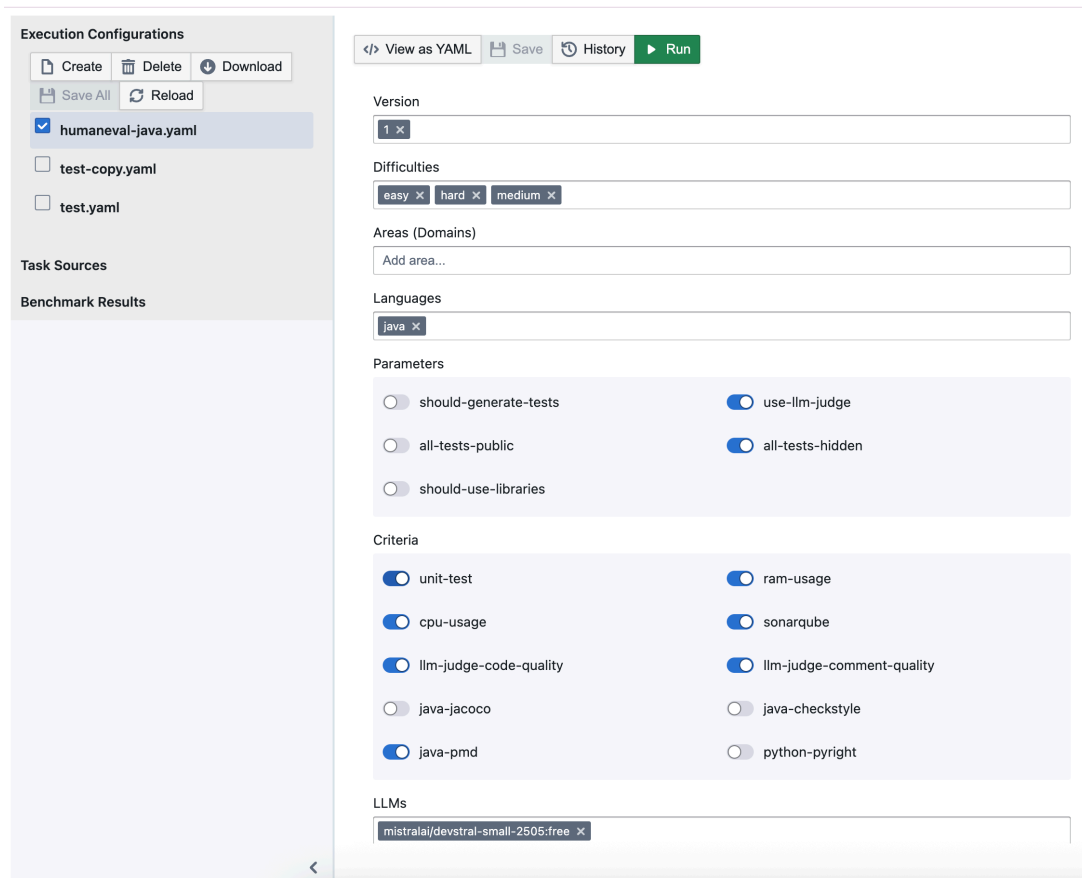 Execution Configurations
Create Delete Download
Save All Reload
humaneval-java.yaml
test-copy.yaml
test.yaml
Task Sources
Benchmark Results
</> View as YAML Save History Run
Version
1 ×
Difficulties
easy × hard × medium ×
Areas (Domains)
Add area...
Languages
java ×
Parameters
should-generate-tests use-llm-judge
all-tests-public all-tests-hidden
should-use-libraries
Criteria
unit-test ram-usage
cpu-usage sonarqube
llm-judge-code-quality llm-judge-comment-quality
java-jacoco java-checkstyle
java-pmd python-pyright
LLMs
mistralai/devstral-small-2505:free ×